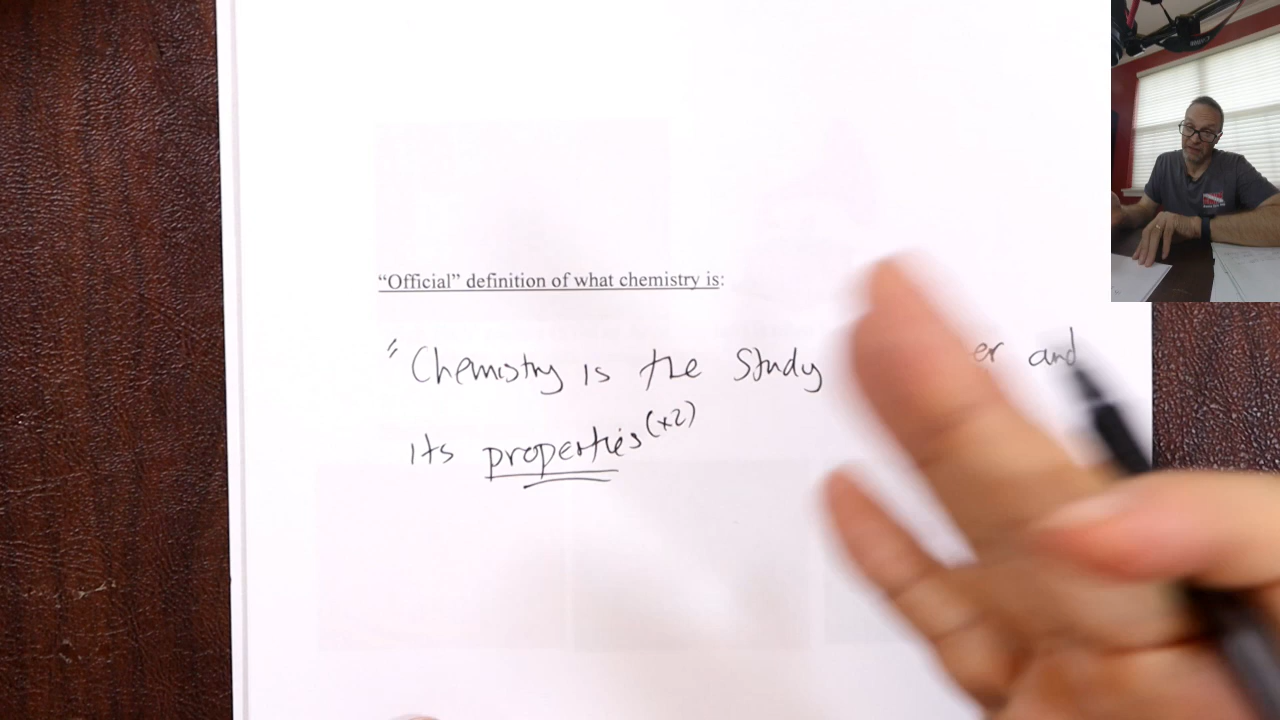 “Official” definition of what chemistry is:
" Chemistry is the Study er and
its properties (x2)